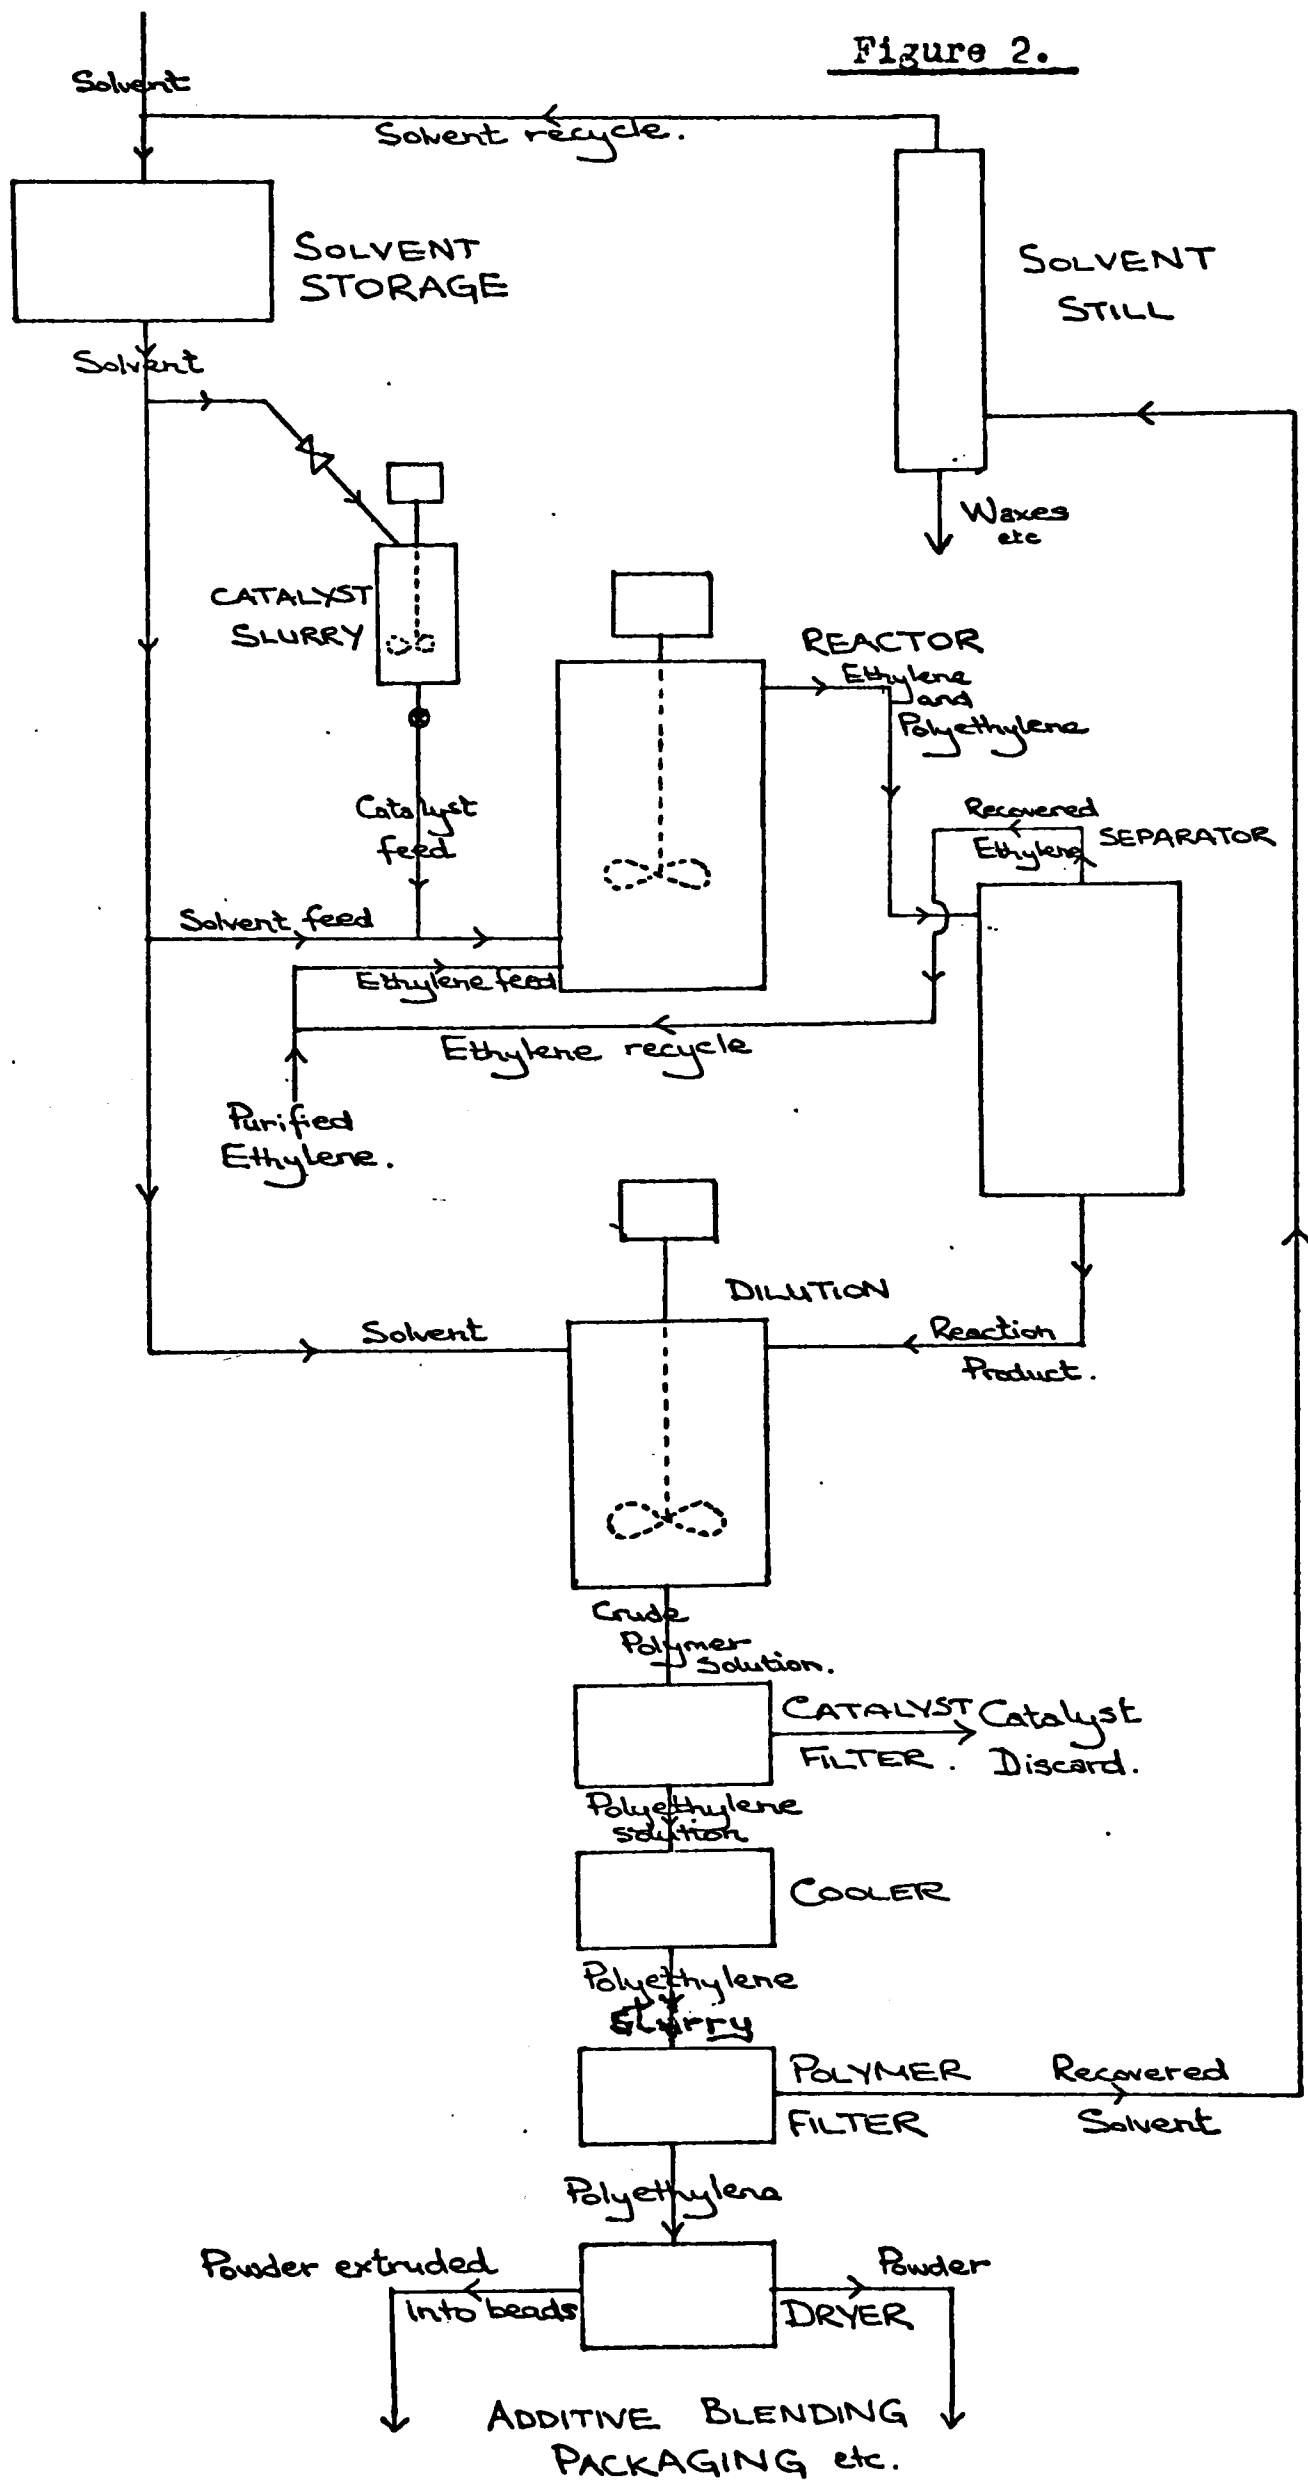 Figure 2.
Solvent
Solvent recycle.
SOLVENT
STORAGE
SOLVENT
STILL
Solvent
Waxes
etc
CATALYST
SLURRY
REACTOR
Ethylene
and
Polyethylene
Catalyst
feed
Recovered
Ethylene
SEPARATOR
Solvent feed
Ethylene feed
Ethylene recycle
Purified
Ethylene.
DILUTION
Solvent
Reaction
Product.
Crude
Polymer
Solution.
CATALYST
FILTER.
Catalyst
Discard.
Polyethylene
solution
COOLER
Polyethylene
Slurry
POLYMER
FILTER
Recovered
Solvent
Polyethylene
Powder extruded
into beads
Powder
DRYER
ADDITIVE BLENDING
PACKAGING etc.